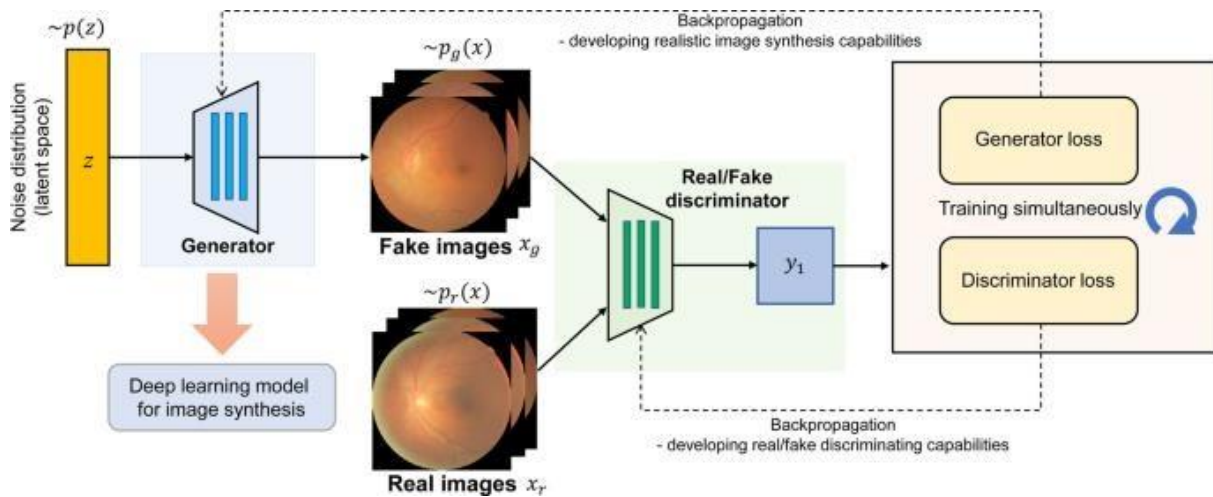 Backpropagation
- developing realistic image synthesis capabilities
~p(z)
~p_g(x)
Noise distribution
(latent space)
z
Generator
Fake images x_g
Real/Fake
discriminator
y_1
Generator loss
Training simultaneously
Discriminator loss
~p_r(x)
Deep learning model
for image synthesis
Real images x_r
Backpropagation
- developing real/fake discriminating capabilities